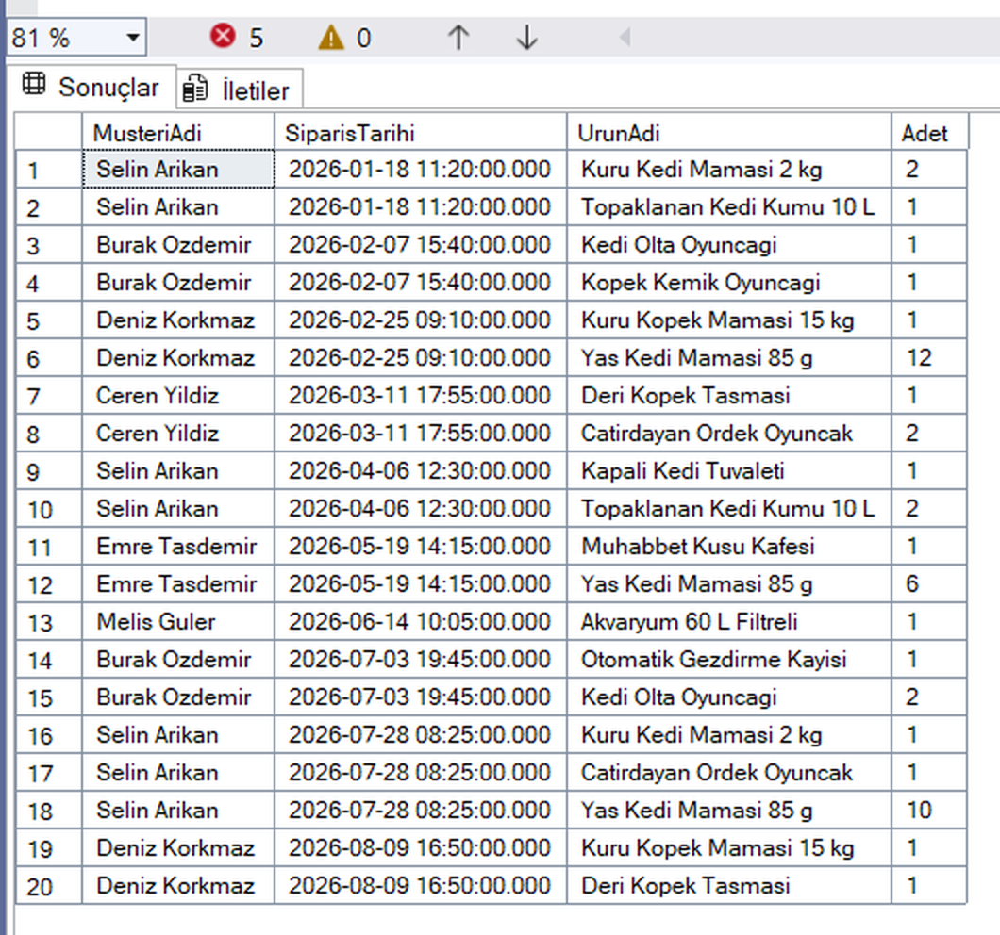 81 % 5 0
Sonuçlar İletiler
MusteriAdi SiparisTarihi UrunAdi Adet
1 Selin Arikan 2026-01-18 11:20:00.000 Kuru Kedi Mamasi 2 kg 2
2 Selin Arikan 2026-01-18 11:20:00.000 Topaklanan Kedi Kumu 10 L 1
3 Burak Ozdemir 2026-02-07 15:40:00.000 Kedi Olta Oyuncagi 1
4 Burak Ozdemir 2026-02-07 15:40:00.000 Kopek Kemik Oyuncagi 1
5 Deniz Korkmaz 2026-02-25 09:10:00.000 Kuru Kopek Mamasi 15 kg 1
6 Deniz Korkmaz 2026-02-25 09:10:00.000 Yas Kedi Mamasi 85 g 12
7 Ceren Yildiz 2026-03-11 17:55:00.000 Deri Kopek Tasmasi 1
8 Ceren Yildiz 2026-03-11 17:55:00.000 Catirdayan Ordek Oyuncak 2
9 Selin Arikan 2026-04-06 12:30:00.000 Kapali Kedi Tuvaleti 1
10 Selin Arikan 2026-04-06 12:30:00.000 Topaklanan Kedi Kumu 10 L 2
11 Emre Tasdemir 2026-05-19 14:15:00.000 Muhabbet Kusu Kafesi 1
12 Emre Tasdemir 2026-05-19 14:15:00.000 Yas Kedi Mamasi 85 g 6
13 Melis Guler 2026-06-14 10:05:00.000 Akvaryum 60 L Filtreli 1
14 Burak Ozdemir 2026-07-03 19:45:00.000 Otomatik Gezdirme Kayisi 1
15 Burak Ozdemir 2026-07-03 19:45:00.000 Kedi Olta Oyuncagi 2
16 Selin Arikan 2026-07-28 08:25:00.000 Kuru Kedi Mamasi 2 kg 1
17 Selin Arikan 2026-07-28 08:25:00.000 Catirdayan Ordek Oyuncak 1
18 Selin Arikan 2026-07-28 08:25:00.000 Yas Kedi Mamasi 85 g 10
19 Deniz Korkmaz 2026-08-09 16:50:00.000 Kuru Kopek Mamasi 15 kg 1
20 Deniz Korkmaz 2026-08-09 16:50:00.000 Deri Kopek Tasmasi 1